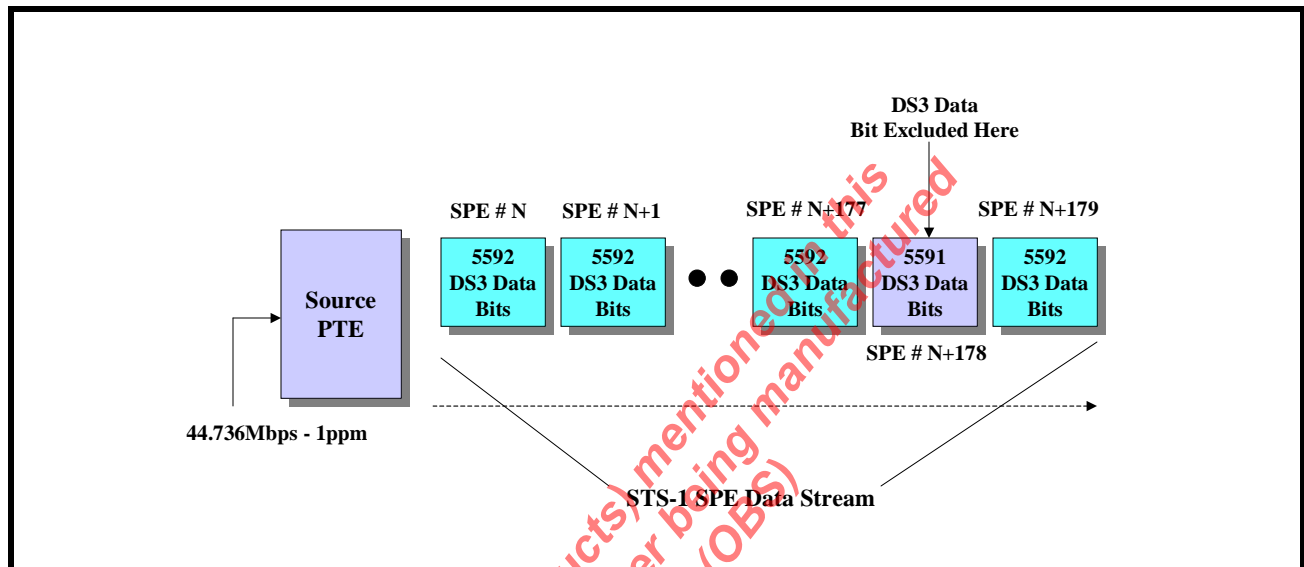 DS3 Data
Bit Excluded Here
SPE # N
SPE # N+1
SPE # N+177
SPE # N+179
Source
PTE
5592
DS3 Data
Bits
5592
DS3 Data
Bits
5592
DS3 Data
Bits
5591
DS3 Data
Bits
5592
DS3 Data
Bits
SPE # N+178
44.736Mbps - 1ppm
STS-1 SPE Data Stream
mentioned in this
being manufactured
(OBS)